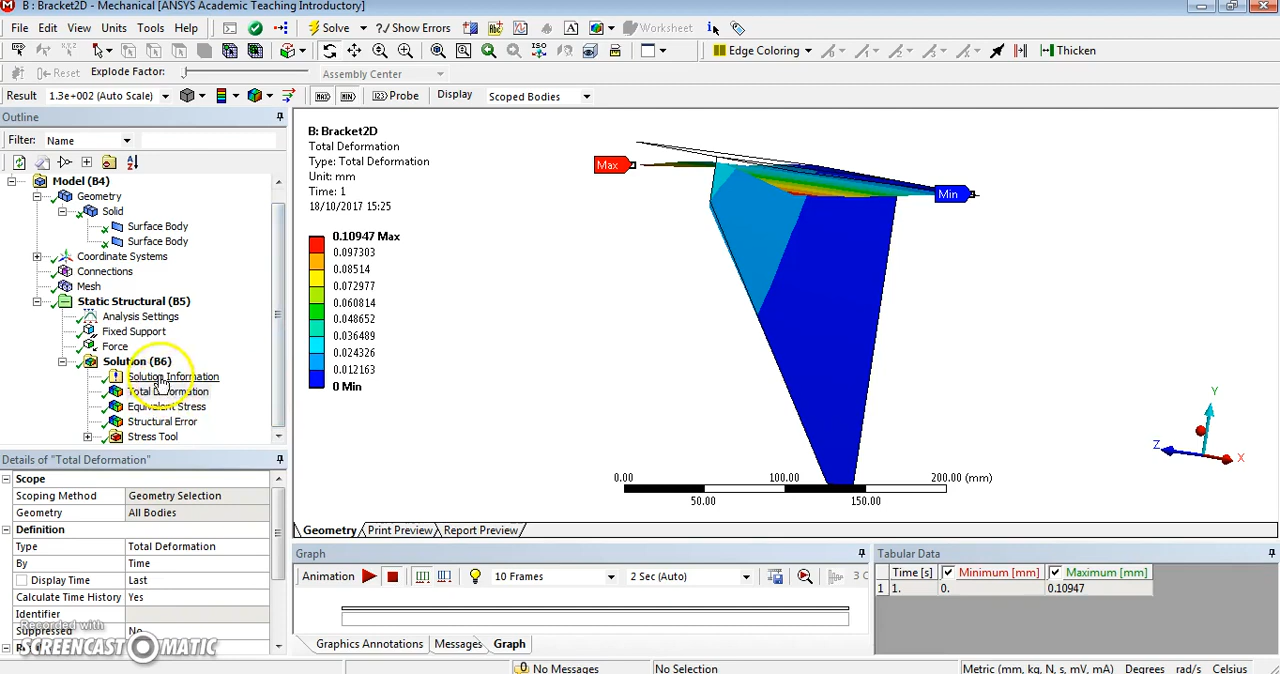 B : Bracket2D - Mechanical [ANSYS Academic Teaching Introductory]
File Edit View Units Tools Help Solve ?/ Show Errors Worksheet
Edge Coloring Thicken
Reset Explode Factor: Assembly Center
Result 1.3e+002 (Auto Scale) MAX MIN Probe Display Scoped Bodies
Outline
Filter: Name
Model (B4)
Geometry
Solid
Surface Body
Surface Body
Coordinate Systems
Connections
Mesh
Static Structural (B5)
Analysis Settings
Fixed Support
Force
Solution (B6)
Solution Information
Total Deformation
Equivalent Stress
Structural Error
Stress Tool
Details of "Total Deformation"
Scope
Scoping Method Geometry Selection
Geometry All Bodies
Definition
Type Total Deformation
By Time
Display Time Last
Calculate Time History Yes
Identifier
Suppressed No
Recorded with
SCREENCAST MATIC
B: Bracket2D
Total Deformation
Type: Total Deformation
Unit: mm
Time: 1
18/10/2017 15:25
0.10947 Max
0.097303
0.08514
0.072977
0.060814
0.048652
0.036489
0.024326
0.012163
0 Min
Max
Min
Y
Z
X
0.00 100.00 200.00 (mm)
50.00 150.00
Geometry Print Preview Report Preview
Graph
Animation 10 Frames 2 Sec (Auto) 3 C
Graphics Annotations Messages Graph
Tabular Data
Time [s] Minimum [mm] Maximum [mm]
1 1. 0. 0.10947
0 No Messages No Selection Metric (mm, kg, N, s, mV, mA) Degrees rad/s Celsius